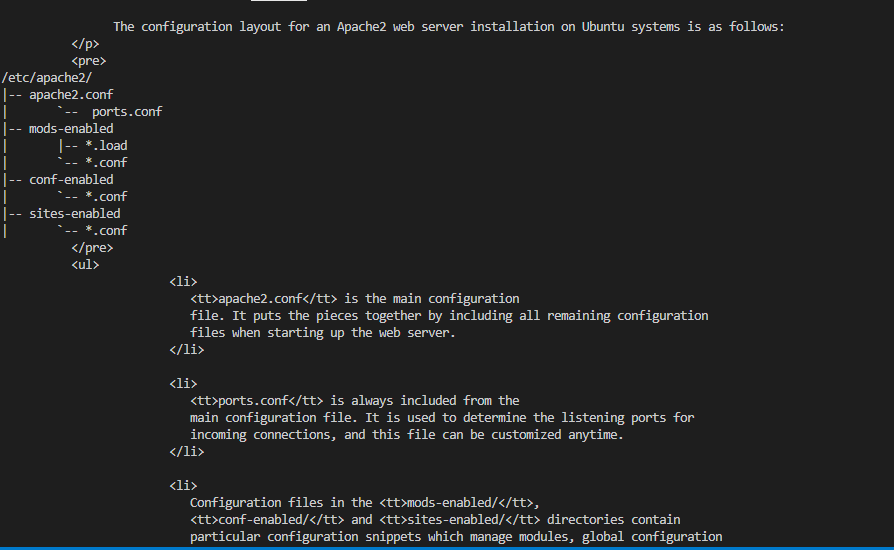 The configuration layout for an Apache2 web server installation on Ubuntu systems is as follows:
</p>
<pre>
/etc/apache2/
|-- apache2.conf
|       `--  ports.conf
|-- mods-enabled
|       |-- *.load
|       `-- *.conf
|-- conf-enabled
|       `-- *.conf
|-- sites-enabled
|       `-- *.conf
</pre>
<ul>
<li>
<tt>apache2.conf</tt> is the main configuration
file. It puts the pieces together by including all remaining configuration
files when starting up the web server.
</li>
<li>
<tt>ports.conf</tt> is always included from the
main configuration file. It is used to determine the listening ports for
incoming connections, and this file can be customized anytime.
</li>
<li>
Configuration files in the <tt>mods-enabled/</tt>,
<tt>conf-enabled/</tt> and <tt>sites-enabled/</tt> directories contain
particular configuration snippets which manage modules, global configuration